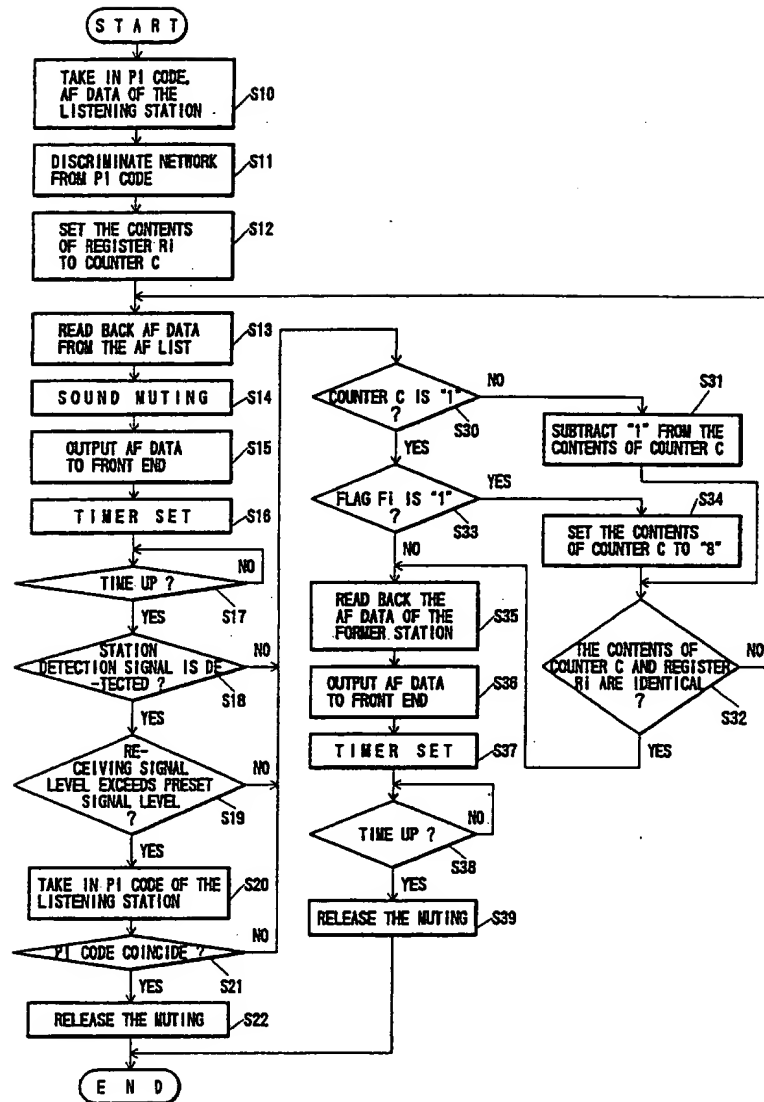 START
TAKE IN PI CODE,
AF DATA OF THE
LISTENING STATION
S10
DISCRIMINATE NETWORK
FROM PI CODE
S11
SET THE CONTENTS
OF REGISTER Ri
TO COUNTER C
S12
READ BACK AF DATA
FROM THE AF LIST
S13
SOUND MUTING
S14
OUTPUT AF DATA
TO FRONT END
S15
TIMER SET
S16
TIME UP ?
NO
S17
YES
STATION
DETECTION SIGNAL IS DE
-TECTED ?
NO
S18
YES
RE-
CEIVING SIGNAL
LEVEL EXCEEDS PRESET
SIGNAL LEVEL
?
NO
S19
YES
TAKE IN PI CODE OF THE
LISTENING STATION
S20
PI CODE COINCIDE ?
NO
S21
YES
RELEASE THE MUTING
S22
END
COUNTER C IS "1"
?
NO
S30
YES
SUBTRACT "1" FROM THE
CONTENTS OF COUNTER C
S31
FLAG Fi IS "1"
?
YES
S33
NO
SET THE CONTENTS
OF COUNTER C TO "8"
S34
THE CONTENTS OF
COUNTER C AND REGISTER
Ri ARE IDENTICAL
?
NO
S32
YES
READ BACK THE
AF DATA OF THE
FORMER STATION
S35
OUTPUT AF DATA
TO FRONT END
S36
TIMER SET
S37
TIME UP ?
NO
S38
YES
RELEASE THE MUTING
S39